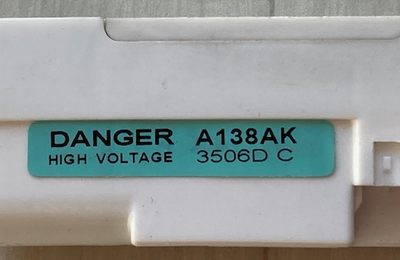 DANGER A138AK
HIGH VOLTAGE 3506D C